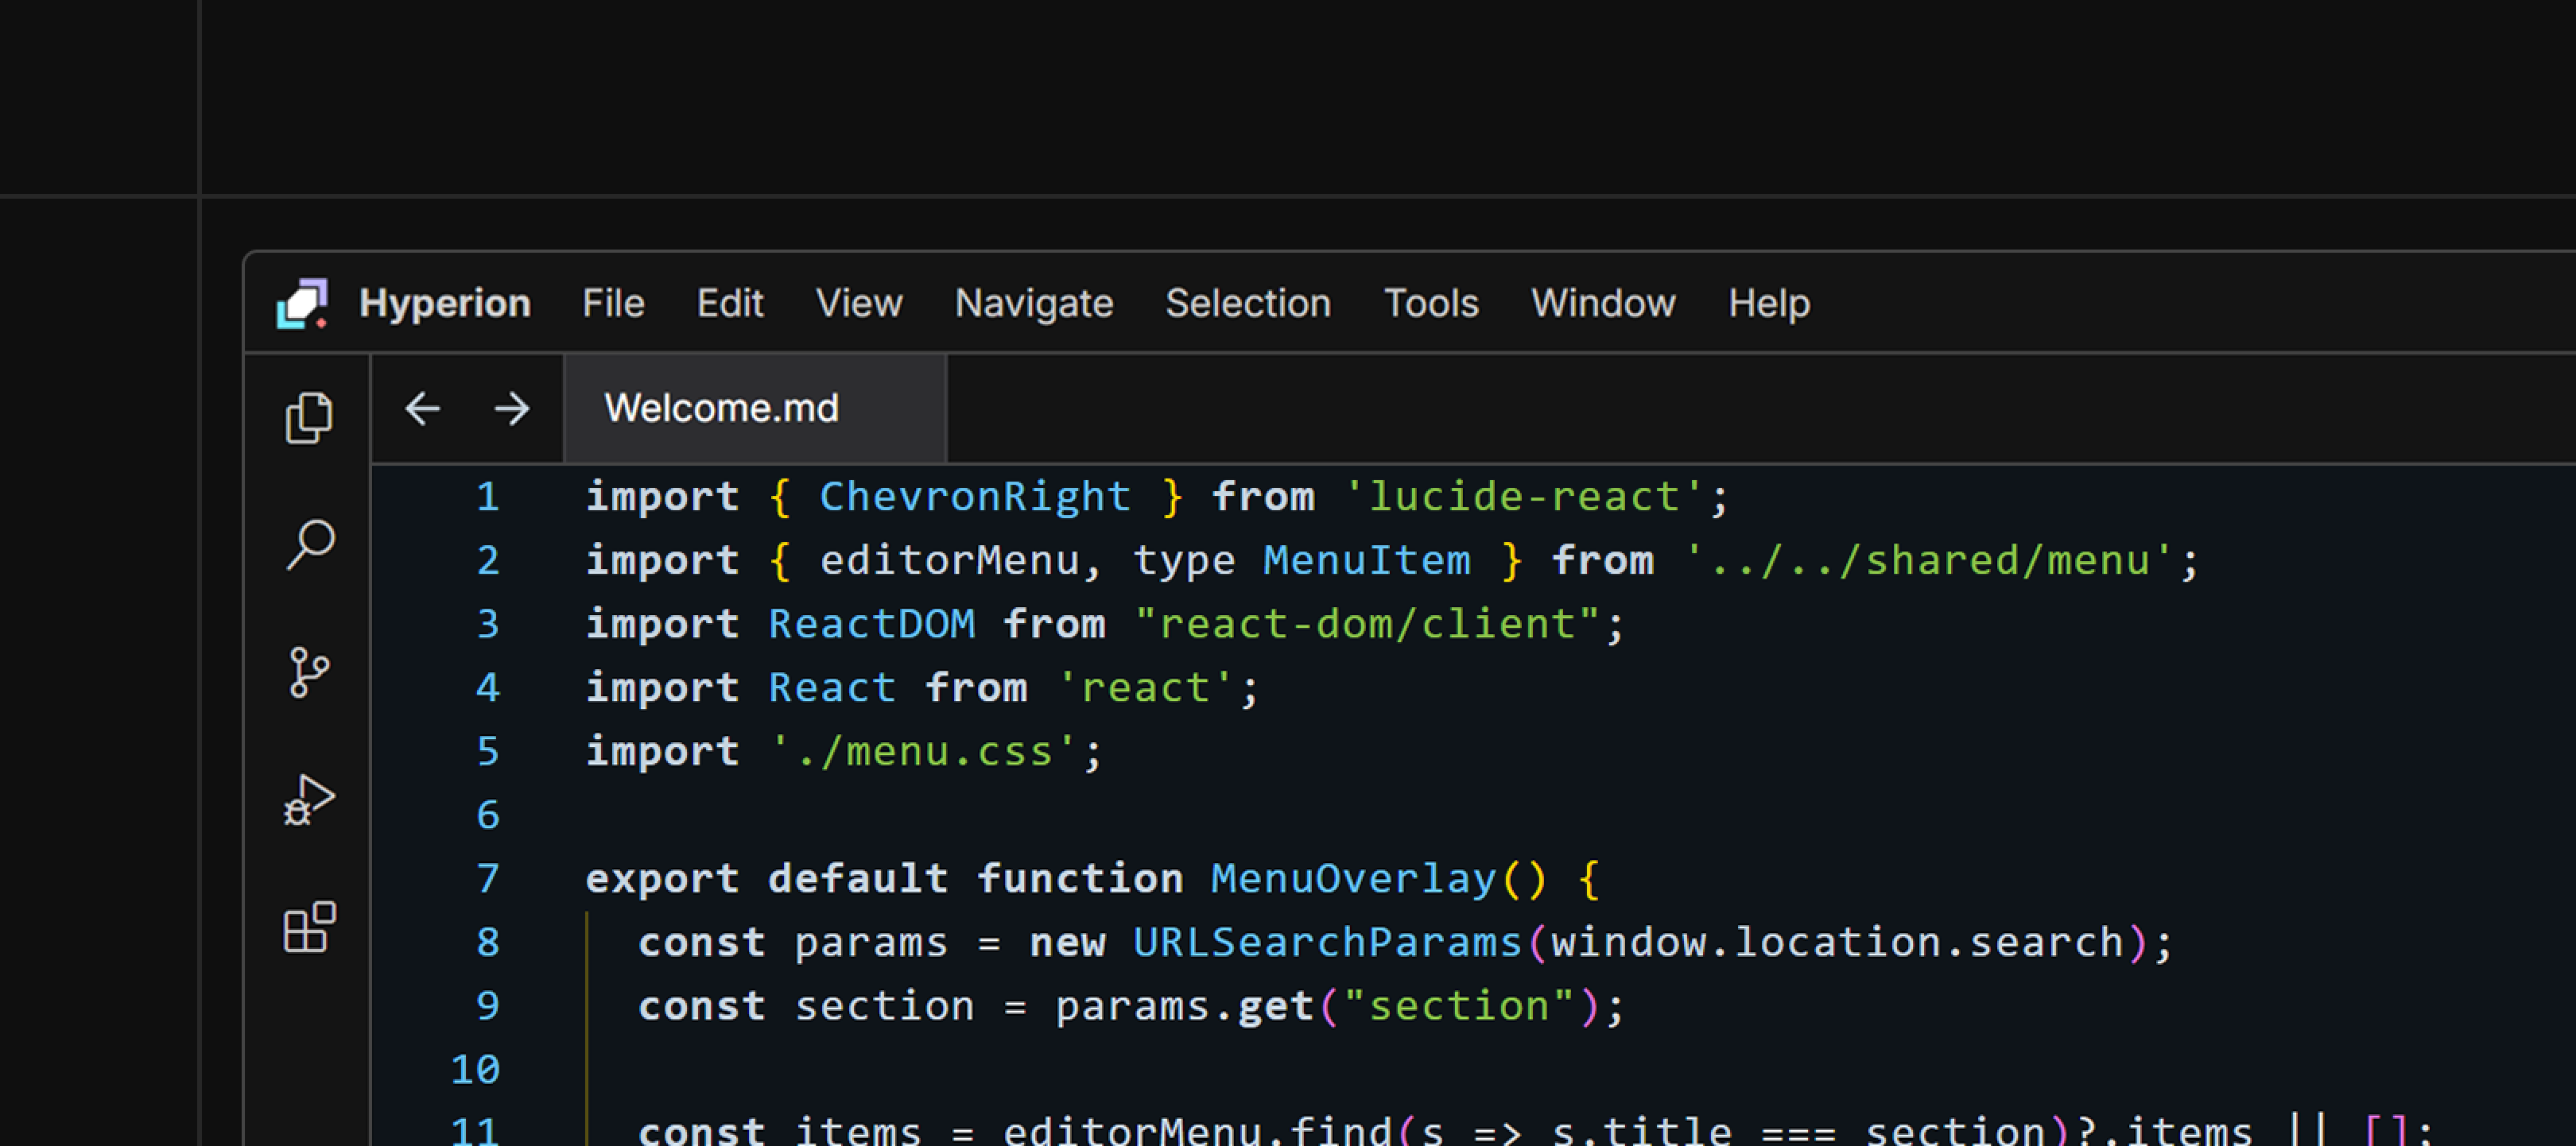 Hyperion File Edit View Navigate Selection Tools Window Help
Welcome.md
1 import { ChevronRight } from 'lucide-react';
2 import { editorMenu, type MenuItem } from '../../shared/menu';
3 import ReactDOM from "react-dom/client";
4 import React from 'react';
5 import './menu.css';
6
7 export default function MenuOverlay() {
8   const params = new URLSearchParams(window.location.search);
9   const section = params.get("section");
10
11   const items = editorMenu.find(s => s.title === section)?.items || [];